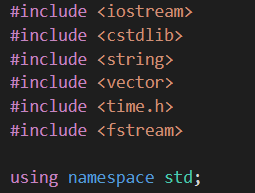 #include <iostream>
#include <cstdlib>
#include <string>
#include <vector>
#include <time.h>
#include <fstream>
using namespace std;